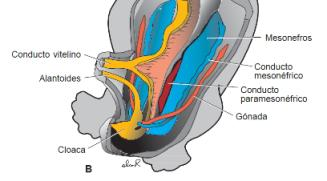 Conducto vitelino
Alantoides
Cloaca
B
Mesonefros
Conducto
mesonéfrico
Conducto
paramesonéfrico
Gónada